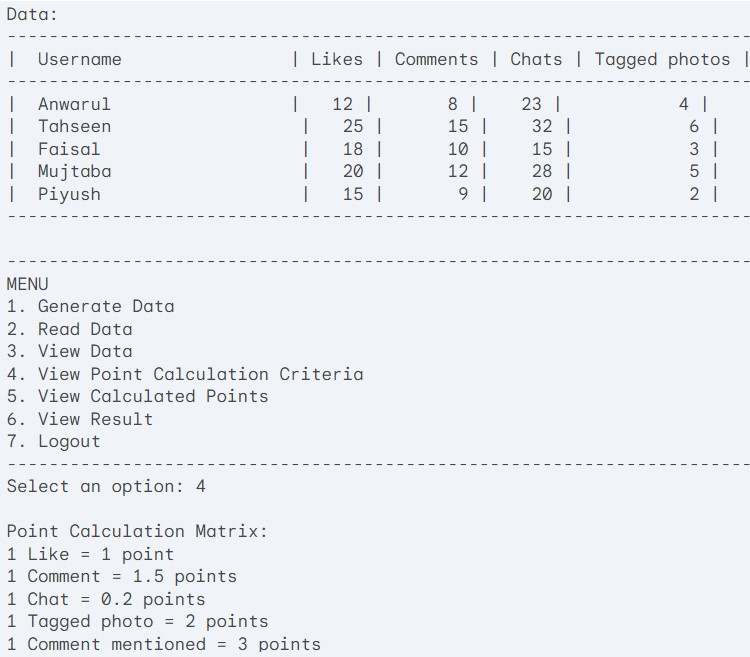 Data:
--------------------------------------------------------------------------
|  Username                | Likes | Comments | Chats | Tagged photos |
--------------------------------------------------------------------------
|  Anwarul                 |   12 |       8 |    23 |           4 |
|  Tahseen                  |   25 |      15 |    32 |           6 |
|  Faisal                   |   18 |      10 |    15 |           3 |
|  Mujtaba                  |   20 |      12 |    28 |           5 |
|  Piyush                   |   15 |       9 |    20 |           2 |
--------------------------------------------------------------------------
--------------------------------------------------------------------------
MENU
1. Generate Data
2. Read Data
3. View Data
4. View Point Calculation Criteria
5. View Calculated Points
6. View Result
7. Logout
--------------------------------------------------------------------------
Select an option: 4
Point Calculation Matrix:
1 Like = 1 point
1 Comment = 1.5 points
1 Chat = 0.2 points
1 Tagged photo = 2 points
1 Comment mentioned = 3 points